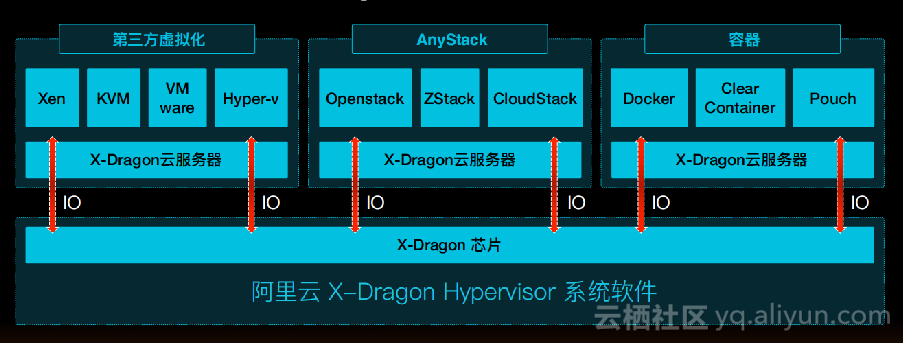 第三方虚拟化
AnyStack
容器
Xen
KVM
VM
ware
Hyper-v
Openstack
ZStack
CloudStack
Docker
Clear
Container
Pouch
X-Dragon云服务器
X-Dragon云服务器
X-Dragon云服务器
IO
IO
IO
IO
IO
IO
X-Dragon 芯片
阿里云 X-Dragon Hypervisor 系统软件
云栖社区 yq.aliyun.com